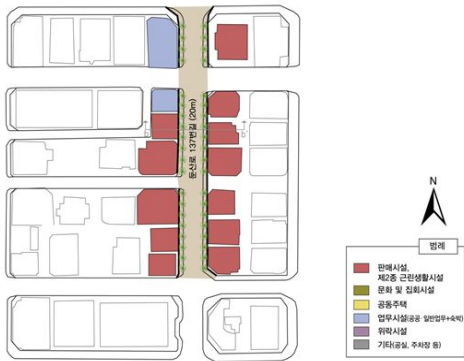 둔산로 137번길 (20m)
N
범례
판매시설,
제2종 근린생활시설
문화 및 집회시설
공동주택
업무시설(공공·일반업무+숙박)
위락시설
기타(공실, 주차장 등)